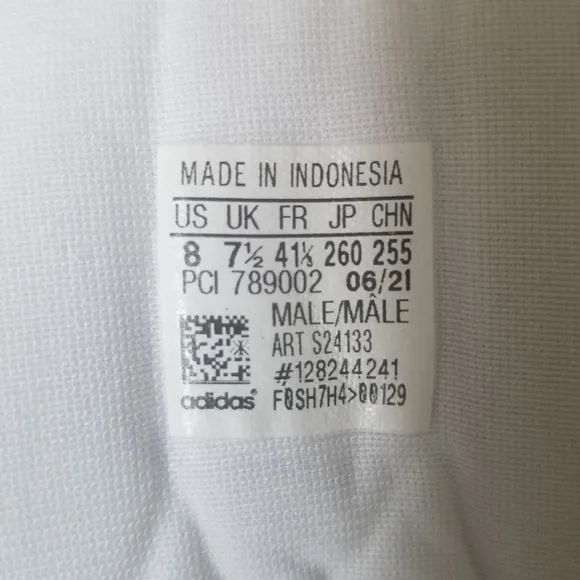 MADE IN INDONESIA
US UK FR JP CHN
8 7½ 41⅓ 260 255
PCI 789002 06/21
MALE/MÂLE
ART S24133
#128244241
adidas® F0SH7H4>00129